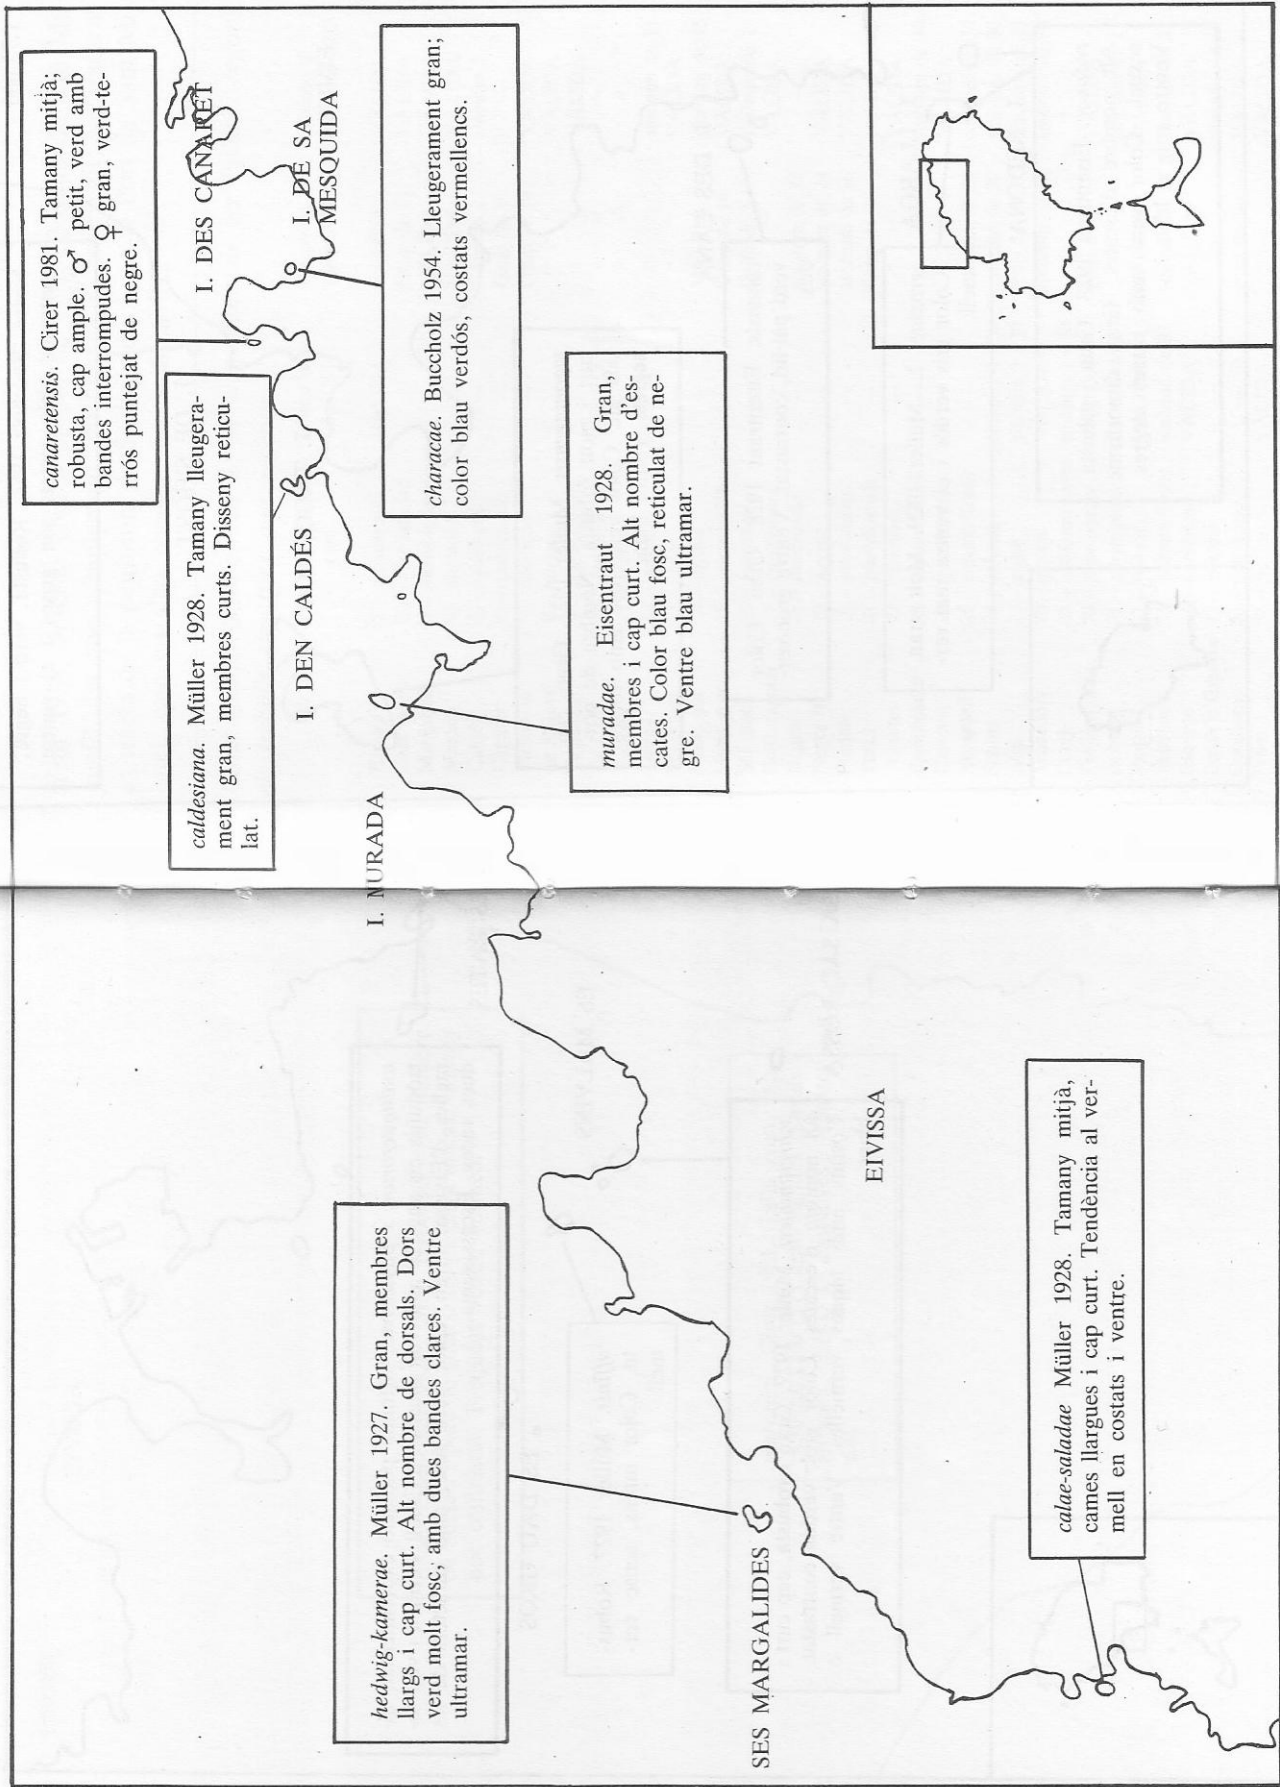 hedwig-kamerae. Müller 1927. Gran, membres
llargs i cap curt. Alt nombre de dorsals. Dors
verd molt fosc, amb dues bandes clares. Ventre
ultramar.
SES MARGALIDES
calae-saladae Müller 1928. Tamany mitjà,
cames llargues i cap curt. Tendència al ver-
mell en costats i ventre.
EIVISSA
I. MURADA
caldesiana. Müller 1928. Tamany lleugera-
ment gran, membres curts. Disseny reticu-
lat.
I. DEN CALDÉS
muradae. Eisentraut 1928. Gran,
membres i cap curt. Alt nombre d'es-
cates. Color blau fosc, reticulat de ne-
gre. Ventre blau ultramar.
canaretensis. Cirer 1981. Tamany mitjà;
robusta, cap ample. ♂ petit, verd amb
bandes interrompudes. ♀ gran, verd-te-
rrós puntejat de negre.
I. DES CANARET
I. DE SA
MESQUIDA
characae. Buccholz 1954. Lleugerament gran;
color blau verdós, costats vermellencs.